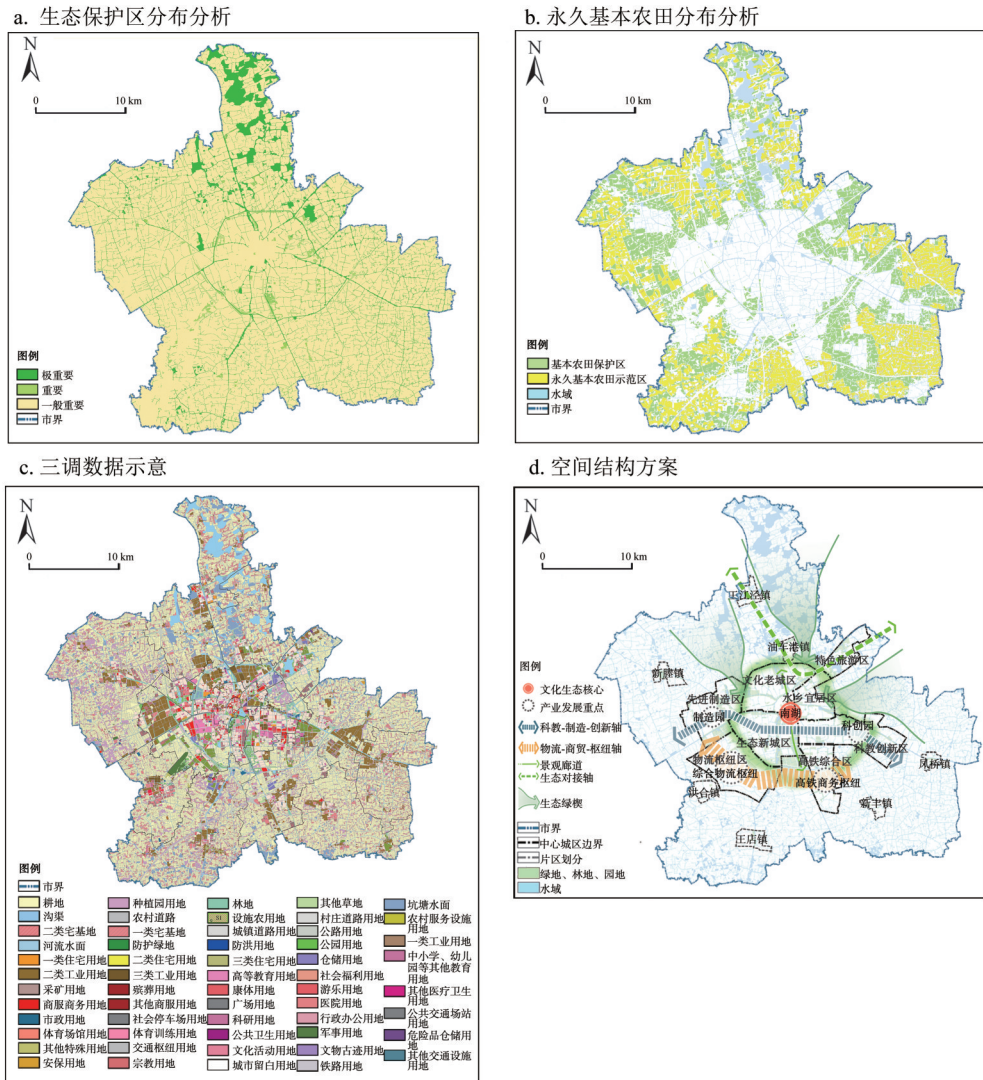 a. 生态保护区分布分析
N
0 10 km
图例
极重要
重要
一般重要
市界
b. 永久基本农田分布分析
N
0 10 km
图例
基本农田保护区
永久基本农田示范区
水域
市界
c. 三调数据示意
N
0 10 km
图例
市界
耕地
沟渠
二类宅基地
河流水面
一类住宅用地
二类工业用地
采矿用地
商服商务用地
市政用地
体育场馆用地
其他特殊用地
安保用地
种植园用地
农村道路
一类宅基地
防护绿地
二类住宅用地
三类工业用地
殡葬用地
其他商服用地
社会停车场用地
体育训练用地
交通枢纽用地
宗教用地
林地
设施农用地
城镇道路用地
防洪用地
三类住宅用地
高等教育用地
康体用地
广场用地
科研用地
公共卫生用地
文化活动用地
城市留白用地
其他草地
村庄道路用地
公路用地
公园用地
仓储用地
社会福利用地
游乐用地
医院用地
行政办公用地
军事用地
文物古迹用地
铁路用地
坑塘水面
农村服务设施
用地
一类工业用地
中小学、幼儿
园等其他教育
用地
其他医疗卫生
用地
公共交通场站
用地
危险品仓储用
地
其他交通设施
用地
d. 空间结构方案
N
0 10 km
王江泾镇
油车港镇
特色旅游区
新塍镇
文化老城区
水乡宜居区
先进制造区
制造园
南湖
科创园
生态新城区
科教创新区
物流枢纽区
高铁综合区
凤桥镇
综合物流枢纽
高铁商务枢纽
洪合镇
王店镇
图例
文化生态核心
产业发展重点
科教-制造-创新轴
物流-商贸-枢纽轴
景观廊道
生态对接轴
生态绿楔
市界
中心城区边界
片区划分
绿地、林地、园地
水域